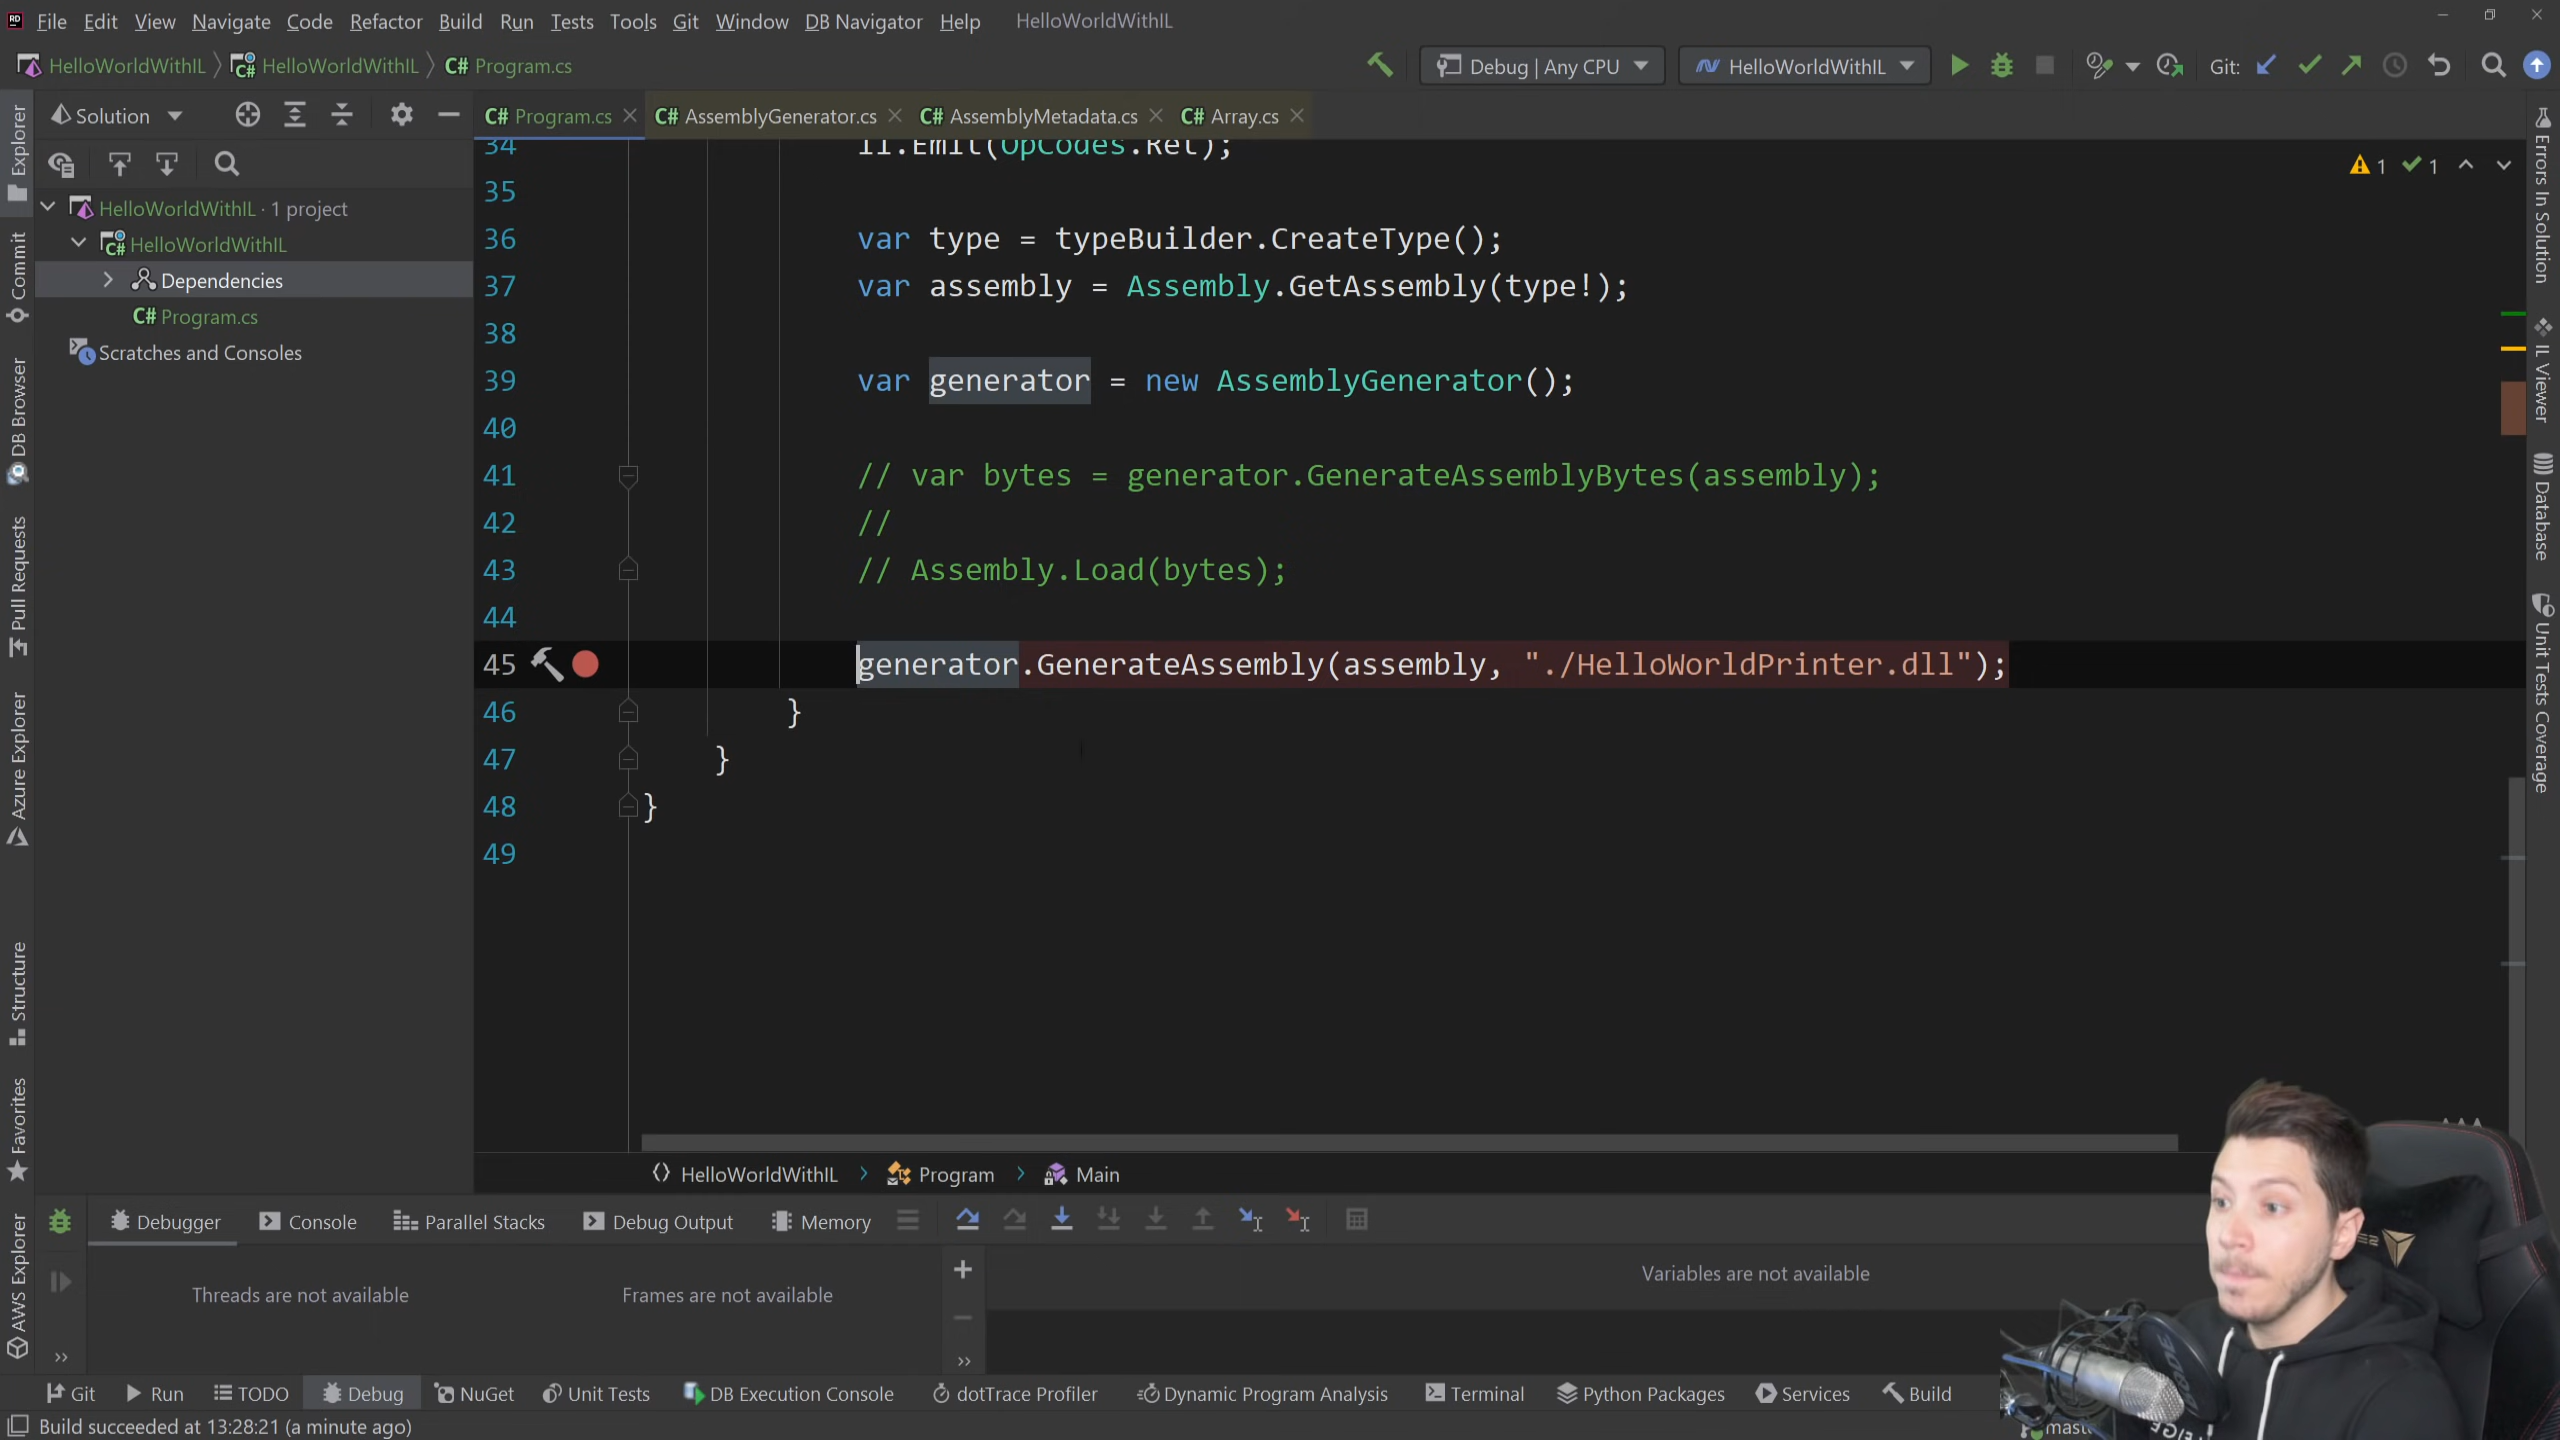 File Edit View Navigate Code Refactor Build Run Tests Tools Git Window DB Navigator Help HelloWorldWithIL
HelloWorldWithIL HelloWorldWithIL C# Program.cs Debug | Any CPU HelloWorldWithIL Git:
Solution
C# Program.cs C# AssemblyGenerator.cs C# AssemblyMetadata.cs C# Array.cs
HelloWorldWithIL · 1 project
HelloWorldWithIL
Dependencies
C# Program.cs
Scratches and Consoles
Explorer
Commit
DB Browser
Pull Requests
Azure Explorer
Structure
Favorites
AWS Explorer
34 il.Emit(OpCodes.Ret);
35
36 var type = typeBuilder.CreateType();
37 var assembly = Assembly.GetAssembly(type!);
38
39 var generator = new AssemblyGenerator();
40
41 // var bytes = generator.GenerateAssemblyBytes(assembly);
42 //
43 // Assembly.Load(bytes);
44
45 generator.GenerateAssembly(assembly, "./HelloWorldPrinter.dll");
46 }
47 }
48 }
49
1 1
Errors In Solution
IL Viewer
Database
Unit Tests Coverage
HelloWorldWithIL Program Main
Debugger Console Parallel Stacks Debug Output Memory
Threads are not available Frames are not available Variables are not available
Git Run TODO Debug NuGet Unit Tests DB Execution Console dotTrace Profiler Dynamic Program Analysis Terminal Python Packages Services Build
Build succeeded at 13:28:21 (a minute ago)
RODE